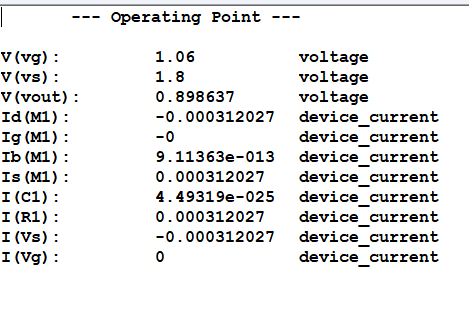 --- Operating Point ---
V(vg): 1.06 voltage
V(vs): 1.8 voltage
V(vout): 0.898637 voltage
Id(M1): -0.000312027 device_current
Ig(M1): -0 device_current
Ib(M1): 9.11363e-013 device_current
Is(M1): 0.000312027 device_current
I(C1): 4.49319e-025 device_current
I(R1): 0.000312027 device_current
I(Vs): -0.000312027 device_current
I(Vg): 0 device_current